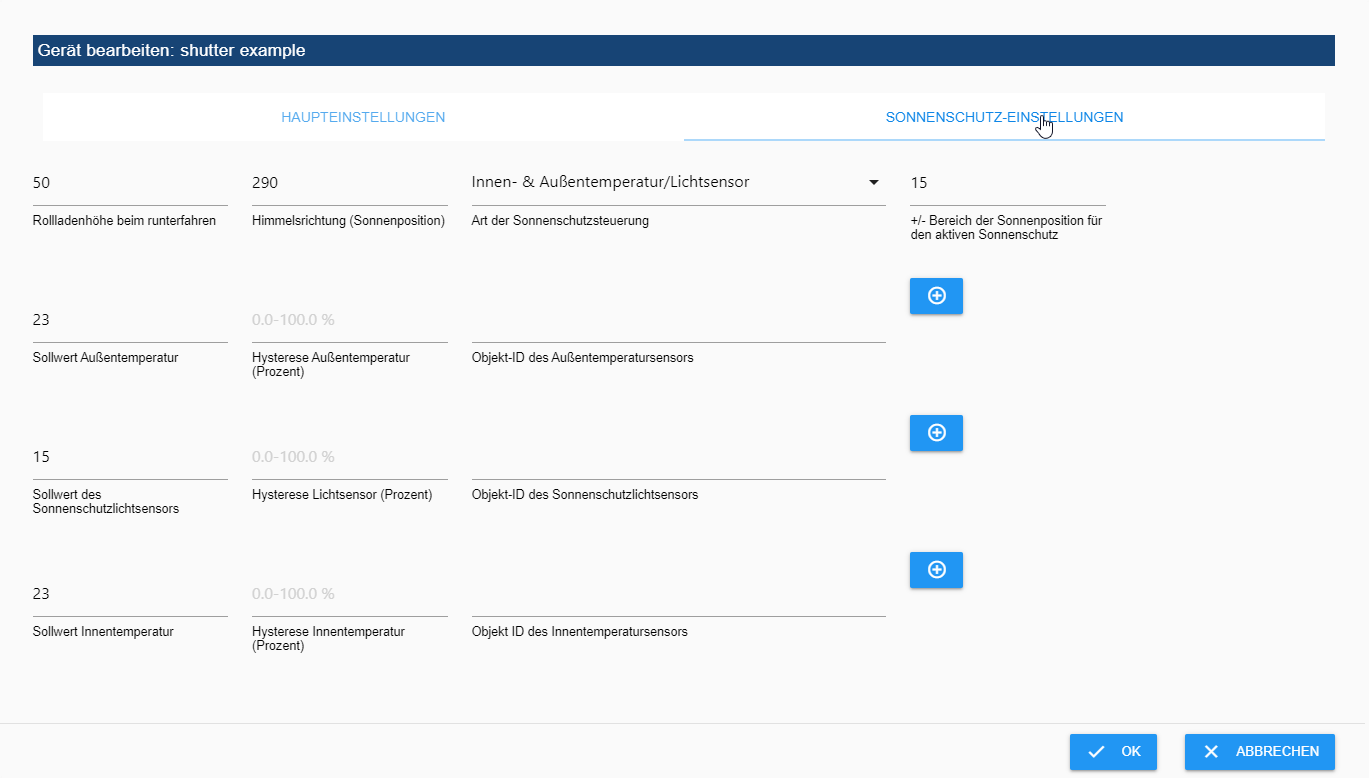 Gerät bearbeiten: shutter example
HAUPTEINSTELLUNGEN
SONNENSCHUTZ-EINSTELLUNGEN
50
290
Innen- & Außentemperatur/Lichtsensor
15
Rollladenhöhe beim runterfahren
Himmelsrichtung (Sonnenposition)
Art der Sonnenschutzsteuerung
+/- Bereich der Sonnenposition für
den aktiven Sonnenschutz
23
0.0-100.0 %
Sollwert Außentemperatur
Hysterese Außentemperatur
(Prozent)
Objekt-ID des Außentemperatursensors
15
0.0-100.0 %
Sollwert des
Sonnenschutzlichtsensors
Hysterese Lichtsensor (Prozent)
Objekt-ID des Sonnenschutzlichtsensors
23
0.0-100.0 %
Sollwert Innentemperatur
Hysterese Innentemperatur
(Prozent)
Objekt ID des Innentemperatursensors
OK
ABBRECHEN